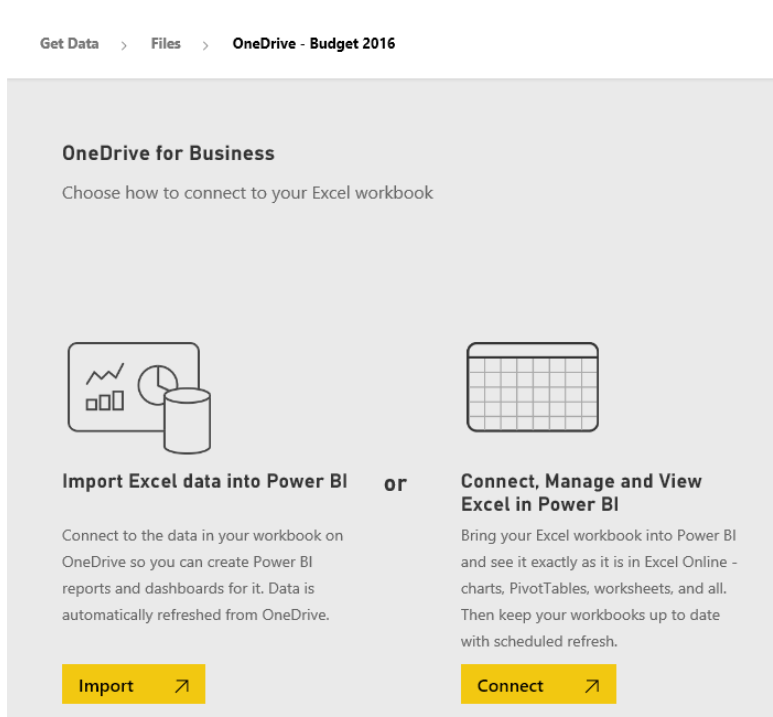 Get Data > Files > OneDrive - Budget 2016
OneDrive for Business
Choose how to connect to your Excel workbook
Import Excel data into Power BI
Connect to the data in your workbook on
OneDrive so you can create Power BI
reports and dashboards for it. Data is
automatically refreshed from OneDrive.
Import
or
Connect, Manage and View
Excel in Power BI
Bring your Excel workbook into Power BI
and see it exactly as it is in Excel Online -
charts, PivotTables, worksheets, and all.
Then keep your workbooks up to date
with scheduled refresh.
Connect